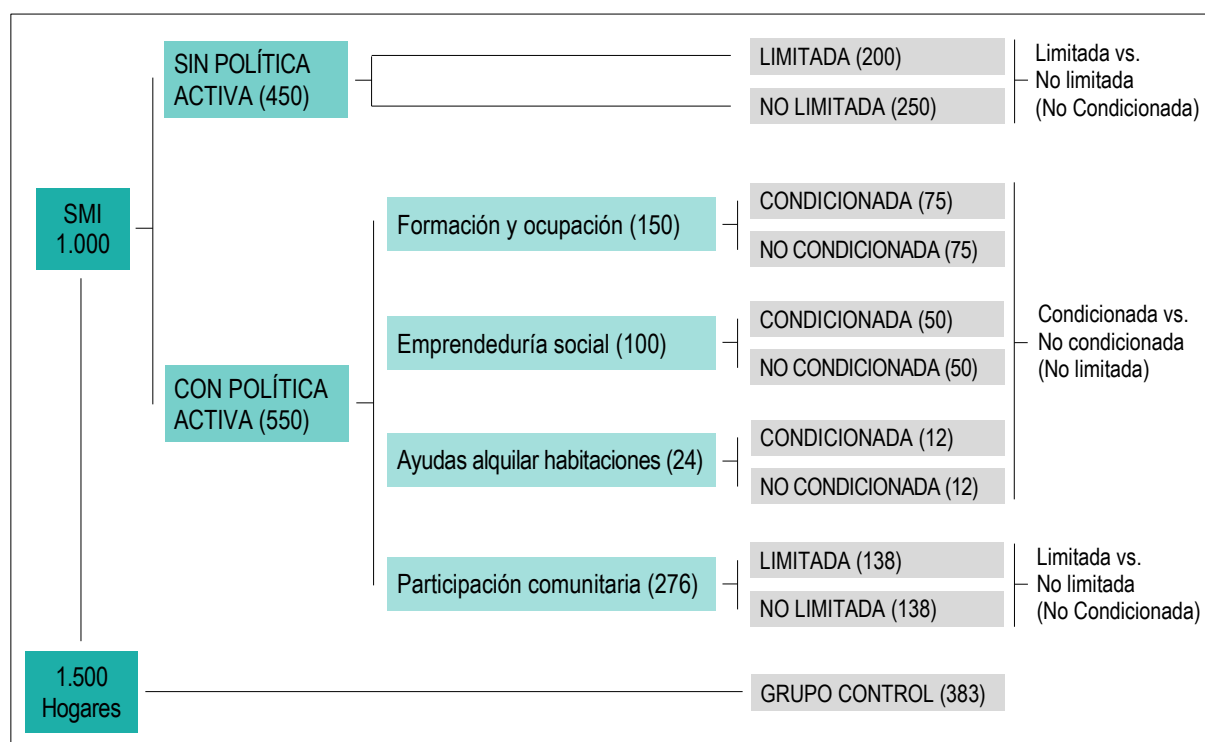 SIN POLÍTICA
ACTIVA (450)
LIMITADA (200)
NO LIMITADA (250)
Limitada vs.
No limitada
(No Condicionada)
SMI
1.000
CON POLÍTICA
ACTIVA (550)
Formación y ocupación (150)
CONDICIONADA (75)
NO CONDICIONADA (75)
Emprendeduría social (100)
CONDICIONADA (50)
NO CONDICIONADA (50)
Ayudas alquilar habitaciones (24)
CONDICIONADA (12)
NO CONDICIONADA (12)
Condicionada vs.
No condicionada
(No limitada)
Participación comunitaria (276)
LIMITADA (138)
NO LIMITADA (138)
Limitada vs.
No limitada
(No Condicionada)
1.500
Hogares
GRUPO CONTROL (383)